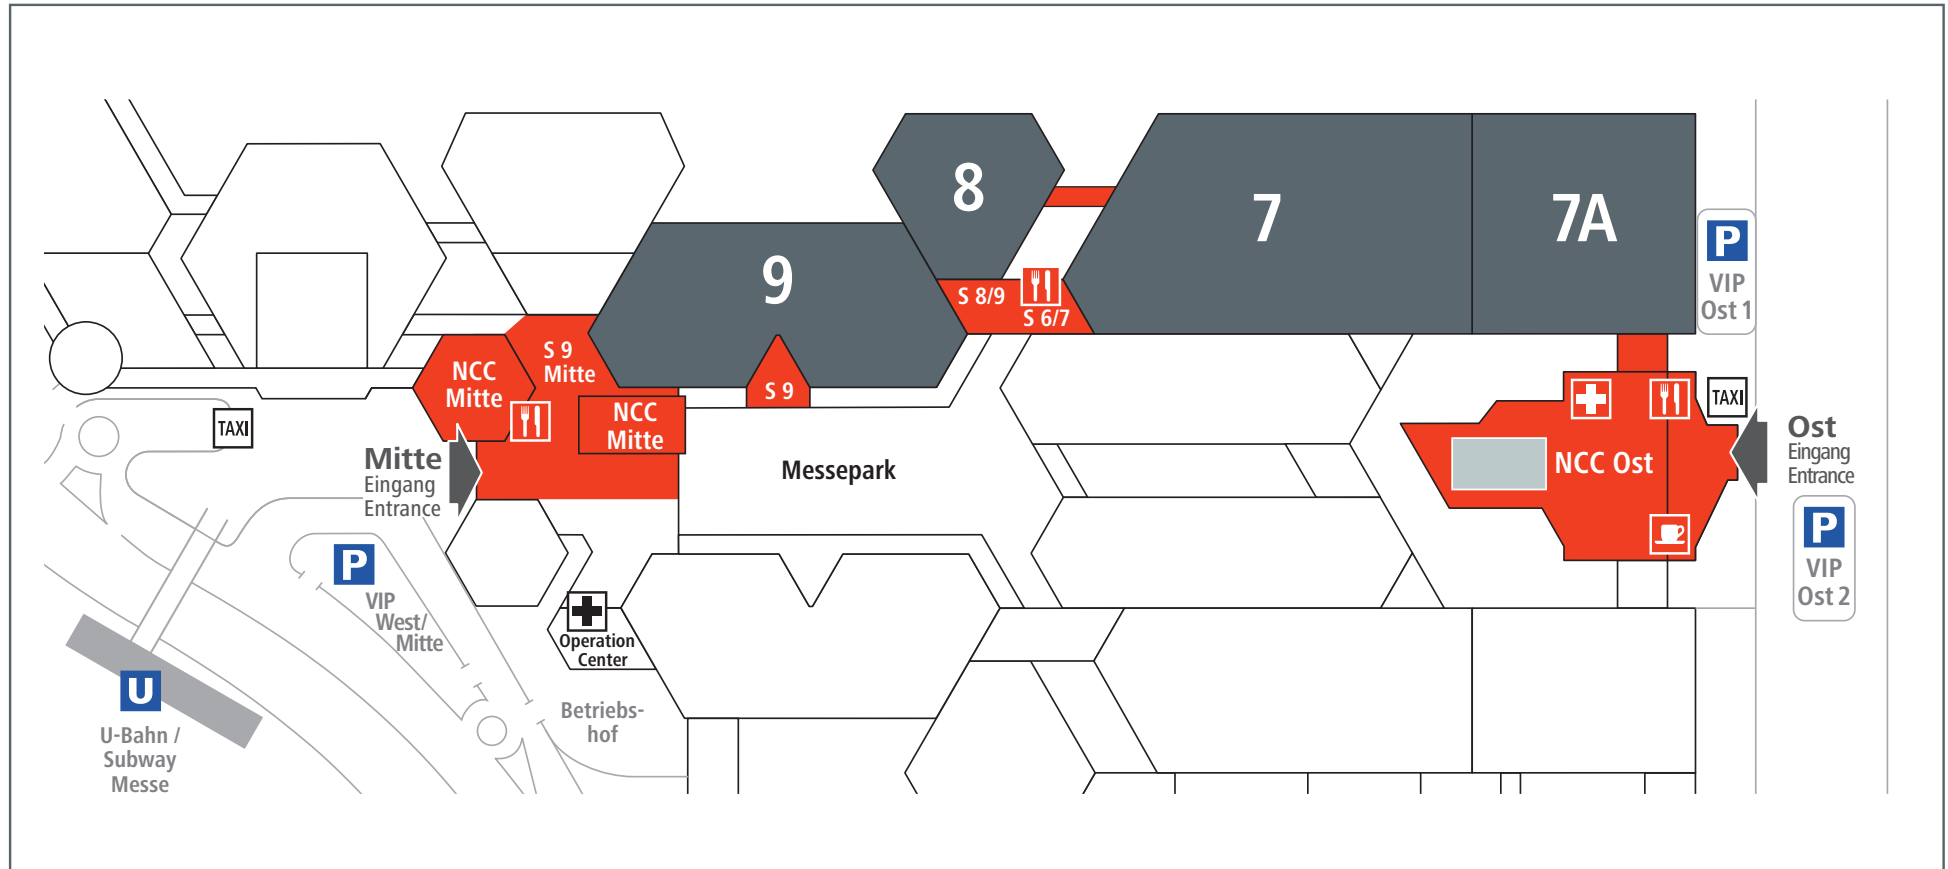 8
7
7A
9
P
VIP
Ost 1
S 8/9
S 6/7
S 9
Mitte
NCC
Mitte
S 9
NCC
Mitte
TAXI
TAXI
Mitte
Eingang
Entrance
Messepark
NCC Ost
Ost
Eingang
Entrance
P
VIP
Ost 2
P
VIP
West/
Mitte
Operation
Center
U
U-Bahn /
Subway
Messe
Betriebs-
hof